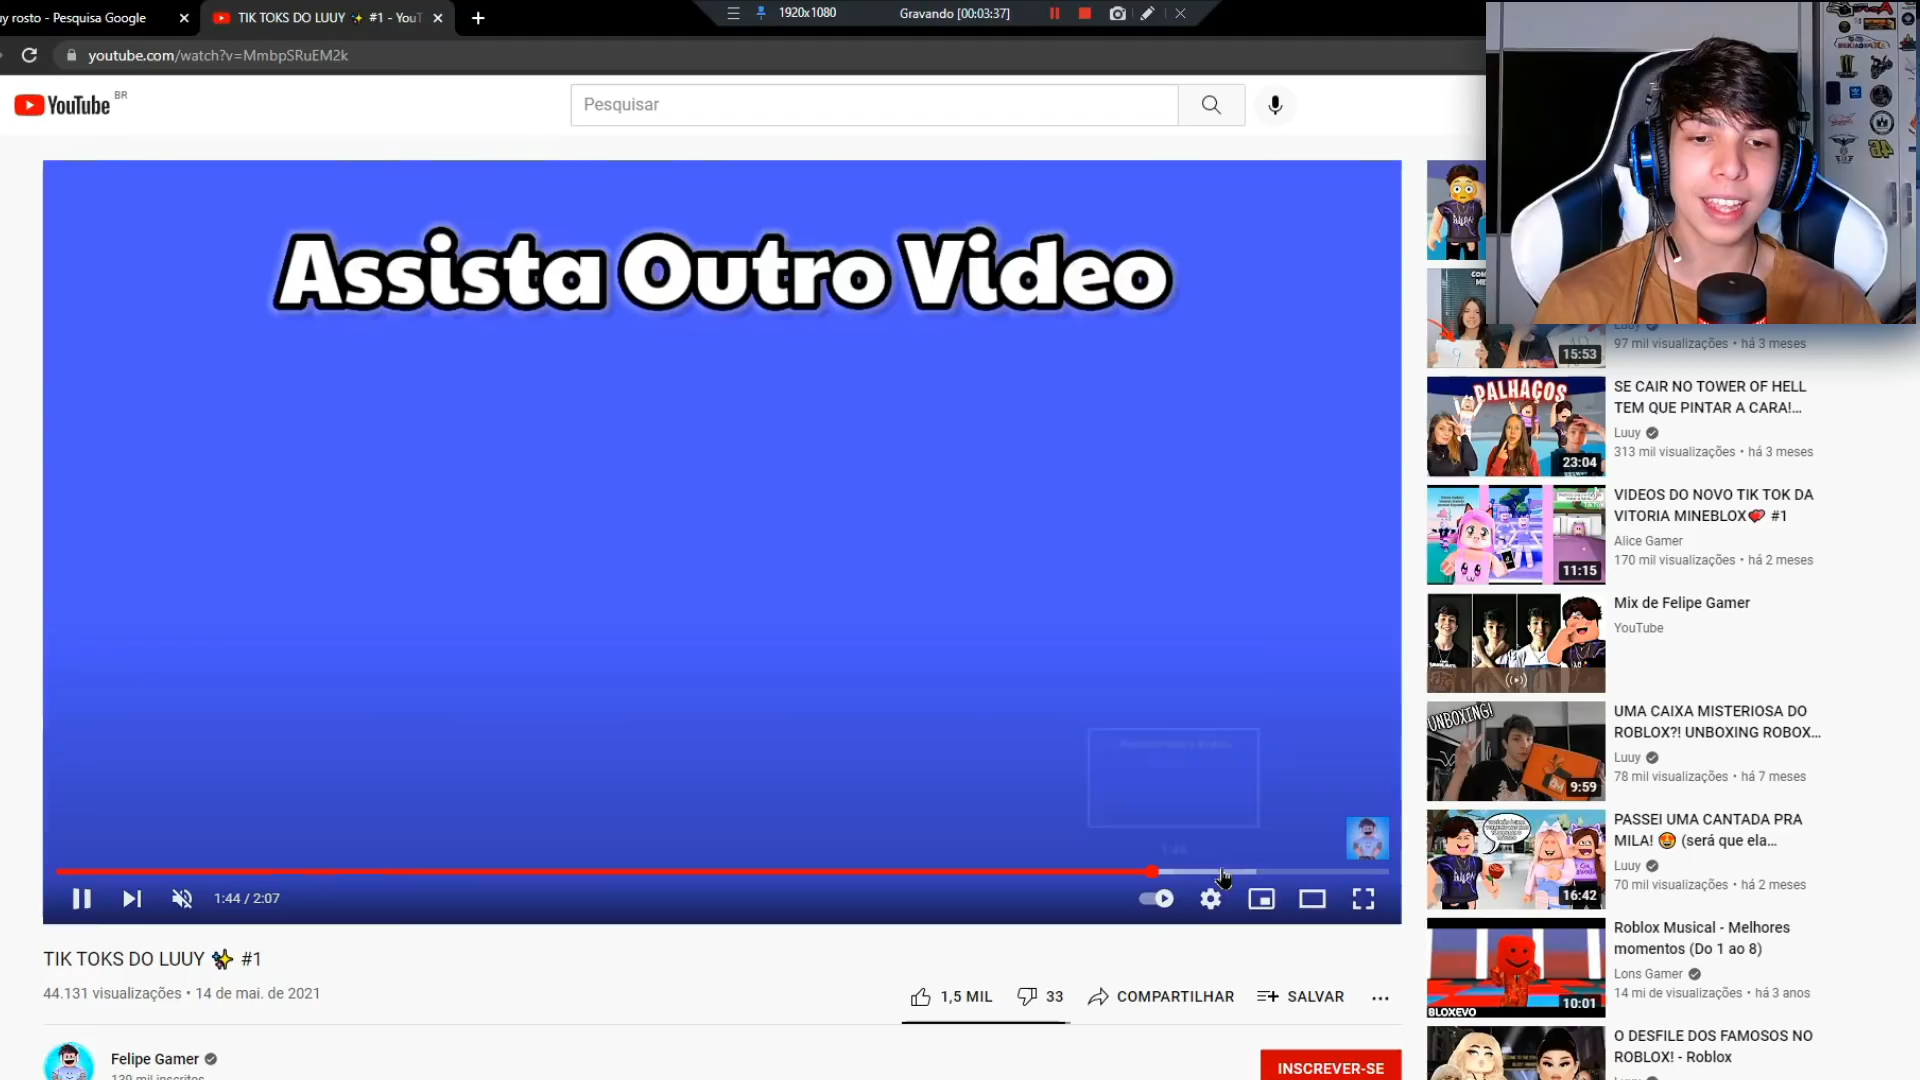 uy rosto - Pesquisa Google
TIK TOKS DO LUUY ✨ #1 - YouT
1920x1080
Gravando [00:03:37]
youtube.com/watch?v=MmbpSRuEM2k
YouTube BR
Pesquisar
Assista Outro Video
1:44 / 2:07
TIK TOKS DO LUUY ✨ #1
44.131 visualizações • 14 de mai. de 2021
1,5 MIL
33
COMPARTILHAR
SALVAR
Felipe Gamer
139 mil inscritos
INSCREVER-SE
15:53
Luuy
97 mil visualizações • há 3 meses
PALHAÇOS
23:04
SE CAIR NO TOWER OF HELL
TEM QUE PINTAR A CARA!...
Luuy
313 mil visualizações • há 3 meses
11:15
VIDEOS DO NOVO TIK TOK DA
VITORIA MINEBLOX💖 #1
Alice Gamer
170 mil visualizações • há 2 meses
Mix de Felipe Gamer
YouTube
UNBOXING!
9:59
UMA CAIXA MISTERIOSA DO
ROBLOX?! UNBOXING ROBOX...
Luuy
78 mil visualizações • há 7 meses
16:42
PASSEI UMA CANTADA PRA
MILA! 😍 (será que ela...
Luuy
70 mil visualizações • há 2 meses
BLOXEVO
10:01
Roblox Musical - Melhores
momentos (Do 1 ao 8)
Lons Gamer
14 mi de visualizações • há 3 anos
O DESFILE DOS FAMOSOS NO
ROBLOX! - Roblox